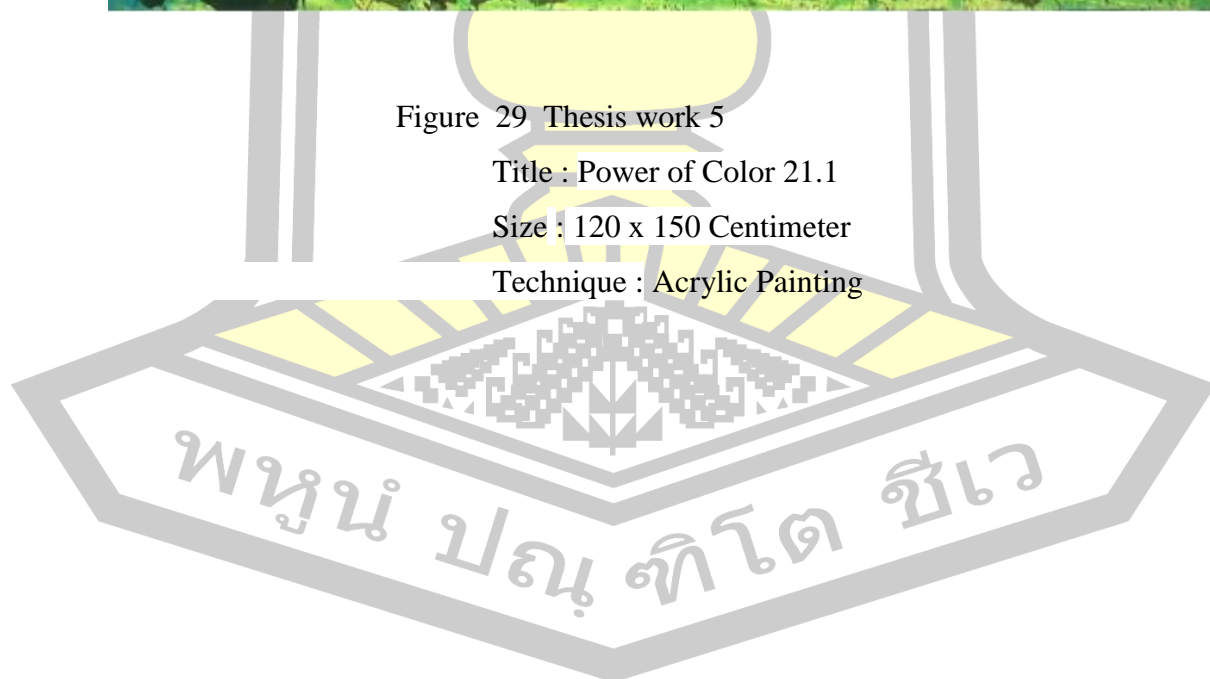 Figure 29 Thesis work 5
Title : Power of Color 21.1
Size : 120 x 150 Centimeter
Technique : Acrylic Painting
พหูนํ ปณฺฑิโต ชีเว